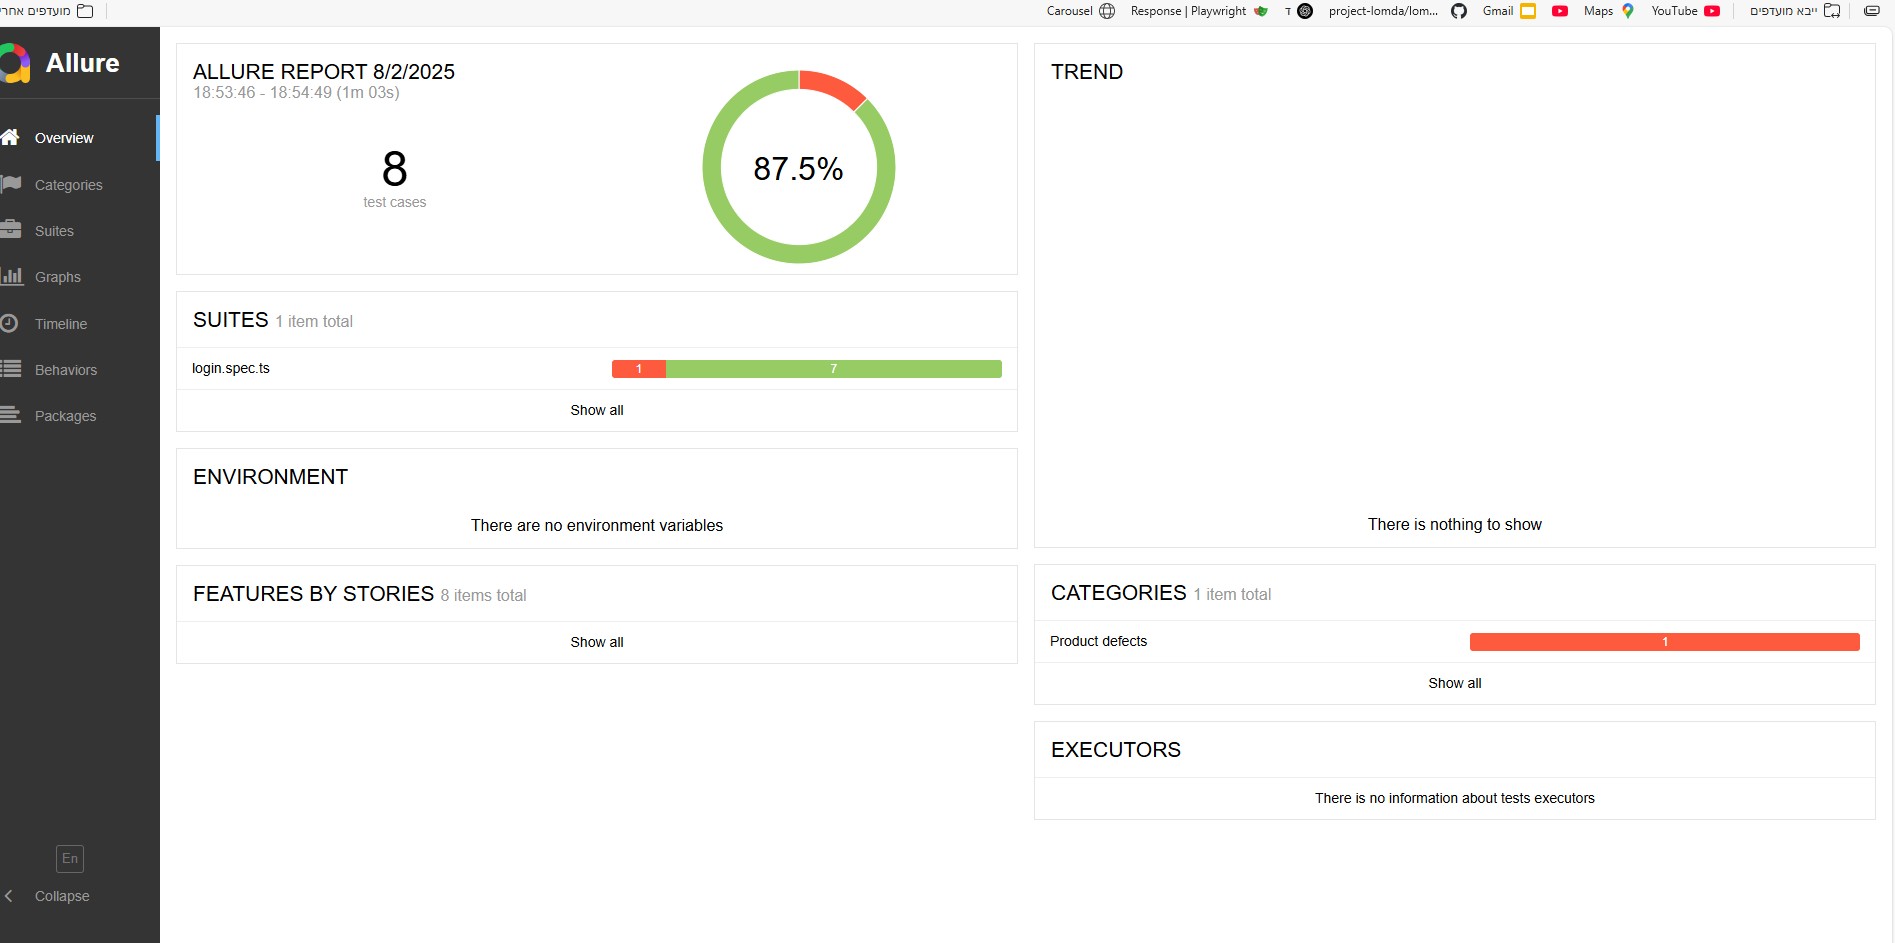 מועדפים אחרי
Carousel
Response | Playwright
ד
project-lomda/lom...
Gmail
Maps
YouTube
ייבא מועדפים
Allure
Overview
Categories
Suites
Graphs
Timeline
Behaviors
Packages
En
Collapse
ALLURE REPORT 8/2/2025
18:53:46 - 18:54:49 (1m 03s)
8
test cases
87.5%
SUITES 1 item total
login.spec.ts
1
7
Show all
ENVIRONMENT
There are no environment variables
FEATURES BY STORIES 8 items total
Show all
TREND
There is nothing to show
CATEGORIES 1 item total
Product defects
1
Show all
EXECUTORS
There is no information about tests executors